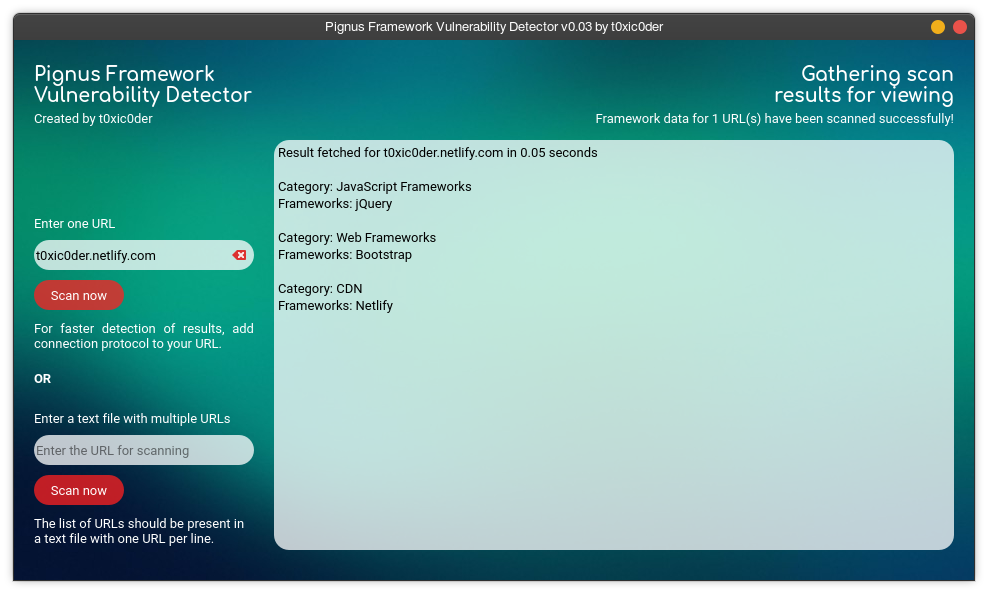 Pignus Framework Vulnerability Detector v0.03 by t0xic0der
Pignus Framework
Vulnerability Detector
Created by t0xic0der
Gathering scan
results for viewing
Framework data for 1 URL(s) have been scanned successfully!
Enter one URL
t0xic0der.netlify.com
Scan now
For faster detection of results, add
connection protocol to your URL.
OR
Enter a text file with multiple URLs
Enter the URL for scanning
Scan now
The list of URLs should be present in
a text file with one URL per line.
Result fetched for t0xic0der.netlify.com in 0.05 seconds
Category: JavaScript Frameworks
Frameworks: jQuery
Category: Web Frameworks
Frameworks: Bootstrap
Category: CDN
Frameworks: Netlify